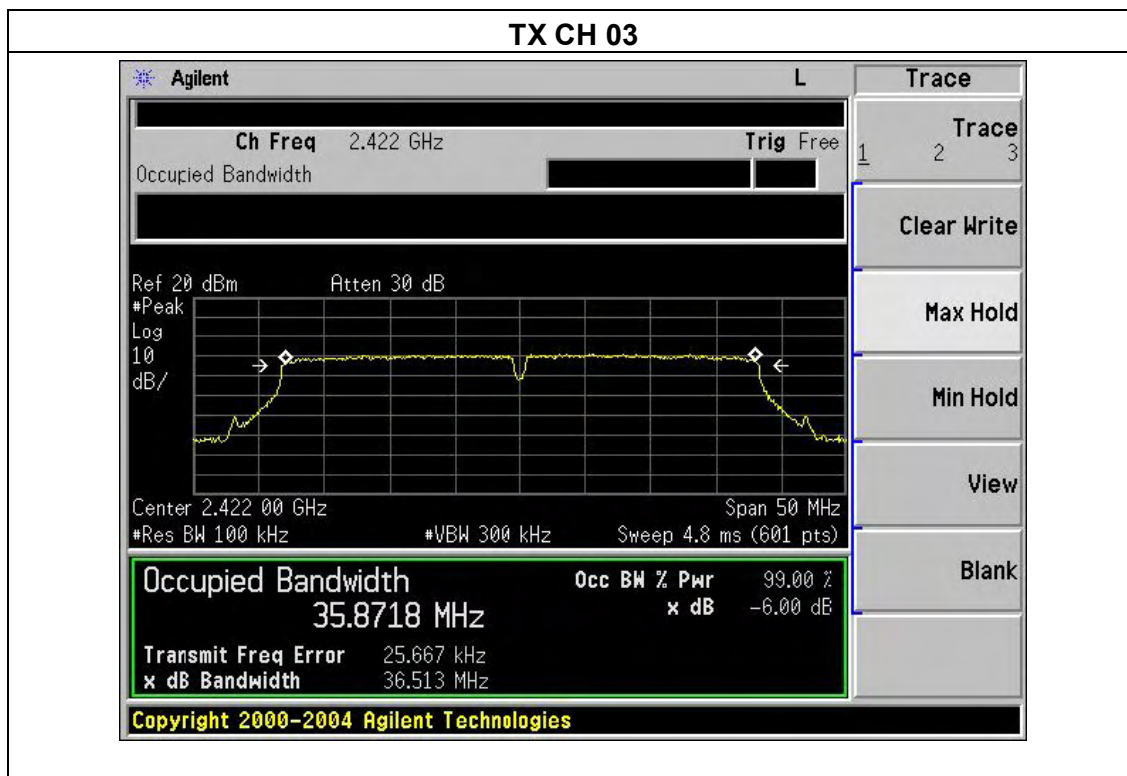 TX CH 03
Agilent L Trace
Ch Freq 2.422 GHz Trig Free
Occupied Bandwidth
Trace
1 2 3
Clear Write
Max Hold
Min Hold
View
Blank
Ref 20 dBm Atten 30 dB
#Peak
Log
10
dB/
Center 2.422 00 GHz Span 50 MHz
#Res BW 100 kHz #VBW 300 kHz Sweep 4.8 ms (601 pts)
Occupied Bandwidth Occ BW % Pwr 99.00 %
35.8718 MHz x dB -6.00 dB
Transmit Freq Error 25.667 kHz
x dB Bandwidth 36.513 MHz
Copyright 2000-2004 Agilent Technologies